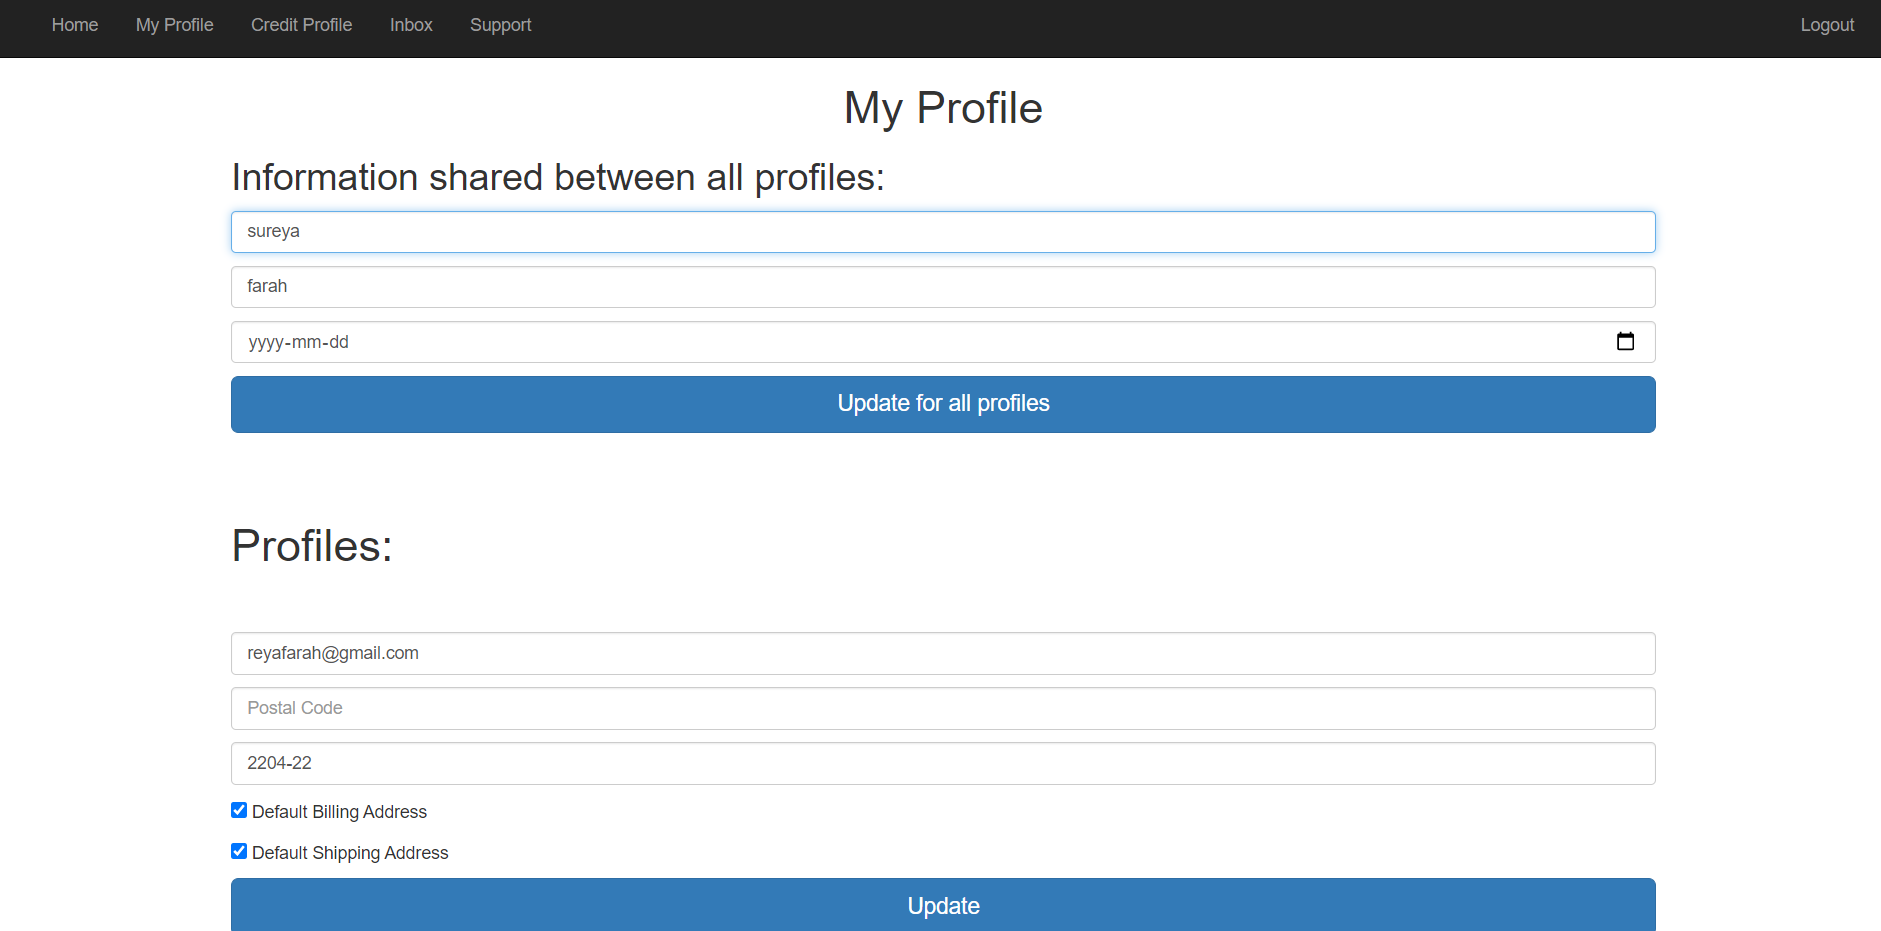 Home My Profile Credit Profile Inbox Support Logout
My Profile
Information shared between all profiles:
sureya
farah
yyyy-mm-dd
Update for all profiles
Profiles:
reyafarah@gmail.com
Postal Code
2204-22
Default Billing Address
Default Shipping Address
Update